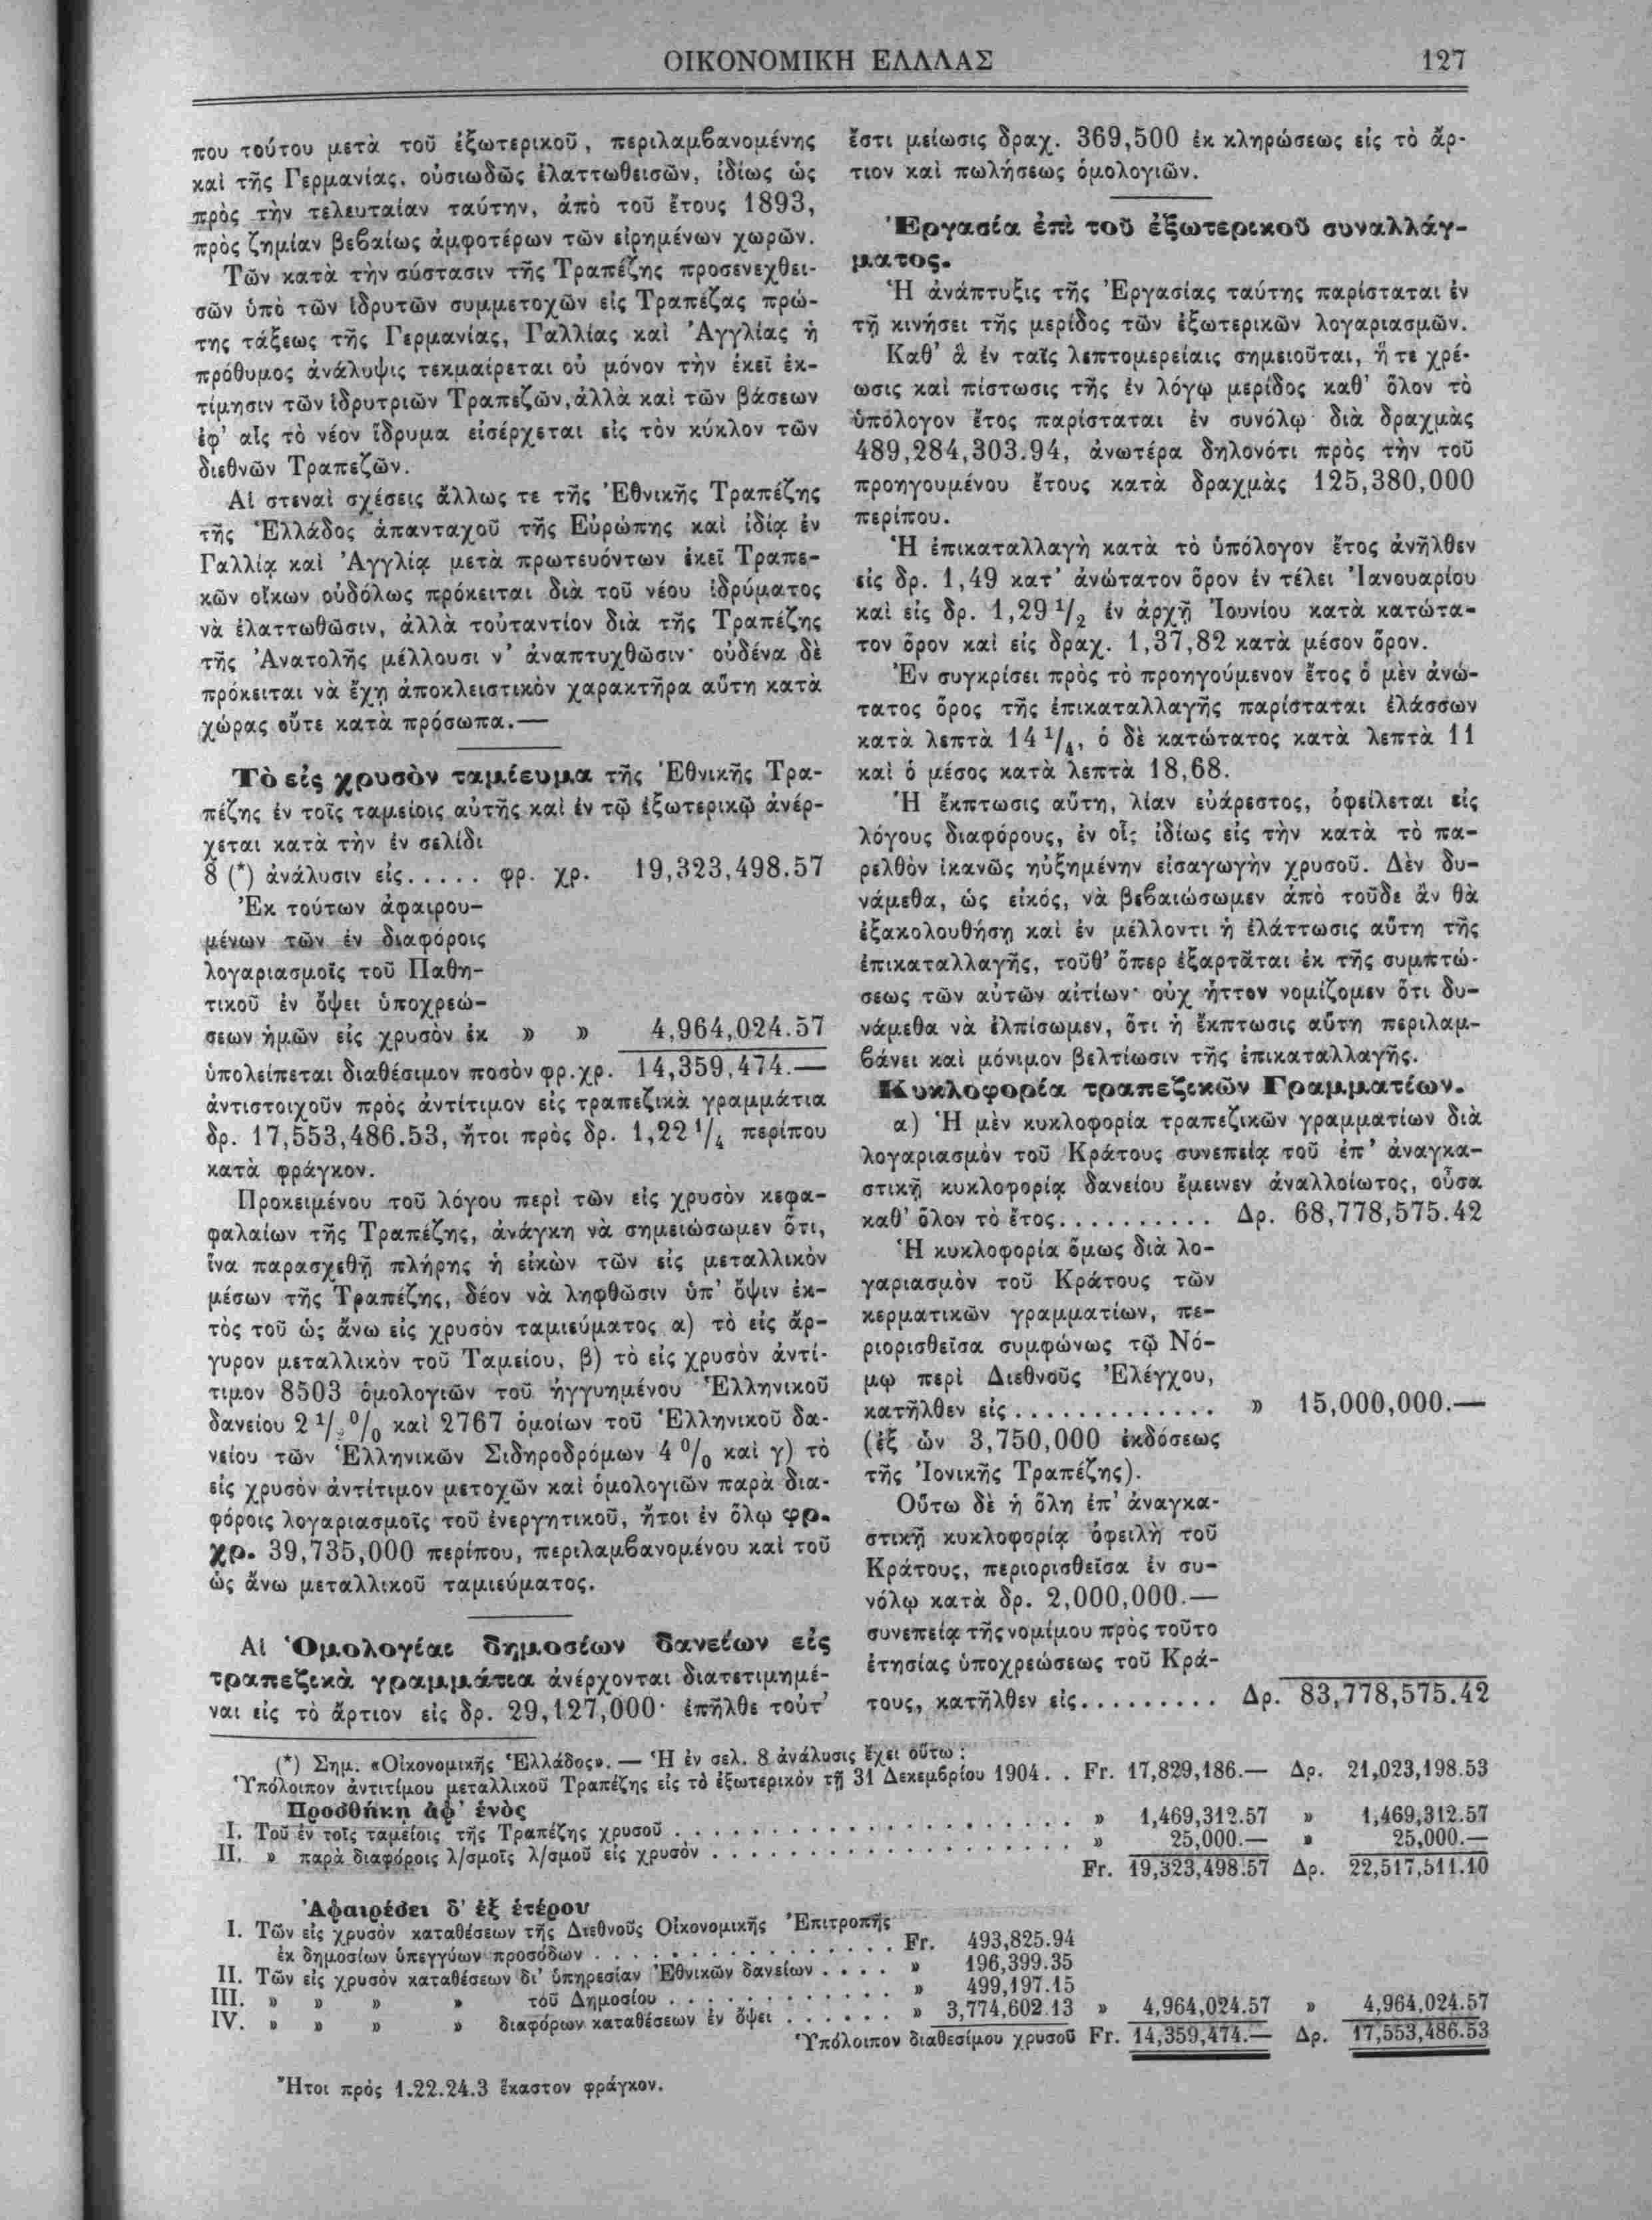 ΟΙΚΟΝΟΜΙΚΗ ΕΛΛΑΣ 127
που τούτου μετὰ τοῦ ἐξωτερικοῦ, περιλαμβανομένης
καὶ τῆς Γερμανίας, οὐσιωδῶς ἐλαττωθεισῶν, ἰδίως ὡς
πρὸς τὴν τελευταίαν ταύτην, ἀπὸ τοῦ ἔτους 1893,
πρὸς ζημίαν βεβαίως ἀμφοτέρων τῶν εἰρημένων χωρῶν.
Τῶν κατὰ τὴν σύστασιν τῆς Τραπέζης προσενεχθει-
σῶν ὑπὸ τῶν ἱδρυτῶν συμμετοχῶν εἰς Τραπέζας πρώ-
της τάξεως τῆς Γερμανίας, Γαλλίας καὶ Ἀγγλίας ἡ
πρόθυμος ἀνάλυψις τεκμαίρεται οὐ μόνον τὴν ἐκεῖ ἐκ-
τίμησιν τῶν ἱδρυτριῶν Τραπεζῶν, ἀλλὰ καὶ τῶν βάσεων
ἐφ' αἷς τὸ νέον ἵδρυμα εἰσέρχεται εἰς τὸν κύκλον τῶν
διεθνῶν Τραπεζῶν.
Αἱ στεναὶ σχέσεις ἄλλως τε τῆς Ἐθνικῆς Τραπέζης
τῆς Ἑλλάδος ἁπανταχοῦ τῆς Εὐρώπης καὶ ἰδίᾳ ἐν
Γαλλίᾳ καὶ Ἀγγλίᾳ μετὰ πρωτευόντων ἐκεῖ Τραπε-
κῶν οἴκων οὐδόλως πρόκειται διὰ τοῦ νέου ἱδρύματος
νὰ ἐλαττωθῶσιν, ἀλλὰ τοὐταντίον διὰ τῆς Τραπέζης
τῆς Ἀνατολῆς μέλλουσι ν' ἀναπτυχθῶσιν· οὐδένα δὲ
πρόκειται νὰ ἔχῃ ἀποκλειστικὸν χαρακτῆρα αὕτη κατὰ
χώρας οὔτε κατὰ πρόσωπα.—
Τὸ εἰς χρυσὸν ταμίευμα τῆς Ἐθνικῆς Τρα-
πέζης ἐν τοῖς ταμείοις αὐτῆς καὶ ἐν τῷ ἐξωτερικῷ ἀνέρ-
χεται κατὰ τὴν ἐν σελίδι
8 (*) ἀνάλυσιν εἰς..... φρ. χρ. 19,323,498.57
Ἐκ τούτων ἀφαιρου-
μένων τῶν ἐν διαφόροις
λογαριασμοῖς τοῦ Παθη-
τικοῦ ἐν ὄψει ὑποχρεώ-
σεων ἡμῶν εἰς χρυσὸν ἐκ » » 4,964,024.57
ὑπολείπεται διαθέσιμον ποσὸν φρ.χρ. 14,359,474.—
ἀντιστοιχοῦν πρὸς ἀντίτιμον εἰς τραπεζικὰ γραμμάτια
δρ. 17,553,486.53, ἤτοι πρὸς δρ. 1,22 1/4 περίπου
κατὰ φράγκον.
Προκειμένου τοῦ λόγου περὶ τῶν εἰς χρυσὸν κεφα-
φαλαίων τῆς Τραπέζης, ἀνάγκη νὰ σημειώσωμεν ὅτι,
ἵνα παρασχεθῇ πλήρης ἡ εἰκὼν τῶν εἰς μεταλλικὸν
μέσων τῆς Τραπέζης, δέον νὰ ληφθῶσιν ὑπ' ὄψιν ἐκ-
τὸς τοῦ ὡς ἄνω εἰς χρυσὸν ταμιεύματος α) τὸ εἰς ἄρ-
γυρον μεταλλικὸν τοῦ Ταμείου, β) τὸ εἰς χρυσὸν ἀντί-
τιμον 8503 ὁμολογιῶν τοῦ ἠγγυημένου Ἑλληνικοῦ
δανείου 2 1/2 0/0 καὶ 2767 ὁμοίων τοῦ Ἑλληνικοῦ δα-
νείου τῶν Ἑλληνικῶν Σιδηροδρόμων 4 0/0 καὶ γ) τὸ
εἰς χρυσὸν ἀντίτιμον μετοχῶν καὶ ὁμολογιῶν παρὰ δια-
φόροις λογαριασμοῖς τοῦ ἐνεργητικοῦ, ἤτοι ἐν ὅλῳ φρ.
χρ. 39,735,000 περίπου, περιλαμβανομένου καὶ τοῦ
ὡς ἄνω μεταλλικοῦ ταμιεύματος.
Αἱ Ὁμολογίαι δημοσίων δανείων εἰς
τραπεζικὰ γραμμάτια ἀνέρχονται διατετιμημέ-
ναι εἰς τὸ ἄρτιον εἰς δρ. 29,127,000· ἐπῆλθε τοὐτ'
ἔστι μείωσις δραχ. 369,500 ἐκ κληρώσεως εἰς τὸ ἄρ-
τιον καὶ πωλήσεως ὁμολογιῶν.
Ἐργασία ἐπὶ τοῦ ἐξωτερικοῦ συναλλάγ-
ματος.
Ἡ ἀνάπτυξις τῆς Ἐργασίας ταύτης παρίσταται ἐν
τῇ κινήσει τῆς μερίδος τῶν ἐξωτερικῶν λογαριασμῶν.
Καθ' ἃ ἐν ταῖς λεπτομερείαις σημειοῦται, ἥ τε χρέ-
ωσις καὶ πίστωσις τῆς ἐν λόγῳ μερίδος καθ' ὅλον τὸ
ὑπόλογον ἔτος παρίσταται ἐν συνόλῳ διὰ δραχμὰς
489,284,303.94, ἀνωτέρα δηλονότι πρὸς τὴν τοῦ
προηγουμένου ἔτους κατὰ δραχμὰς 125,380,000
περίπου.
Ἡ ἐπικαταλλαγὴ κατὰ τὸ ὑπόλογον ἔτος ἀνῆλθεν
εἰς δρ. 1,49 κατ' ἀνώτατον ὅρον ἐν τέλει Ἰανουαρίου
καὶ εἰς δρ. 1,29 1/2 ἐν ἀρχῇ Ἰουνίου κατὰ κατώτα-
τον ὅρον καὶ εἰς δραχ. 1,37,82 κατὰ μέσον ὅρον.
Ἐν συγκρίσει πρὸς τὸ προηγούμενον ἔτος ὁ μὲν ἀνώ-
τατος ὅρος τῆς ἐπικαταλλαγῆς παρίσταται ἐλάσσων
κατὰ λεπτὰ 14 1/4, ὁ δὲ κατώτατος κατὰ λεπτὰ 11
καὶ ὁ μέσος κατὰ λεπτὰ 18,68.
Ἡ ἔκπτωσις αὕτη, λίαν εὐάρεστος, ὀφείλεται εἰς
λόγους διαφόρους, ἐν οἷς ἰδίως εἰς τὴν κατὰ τὸ πα-
ρελθὸν ἱκανῶς ηὐξημένην εἰσαγωγὴν χρυσοῦ. Δὲν δυ-
νάμεθα, ὡς εἰκός, νὰ βεβαιώσωμεν ἀπὸ τοῦδε ἂν θὰ
ἐξακολουθήσῃ καὶ ἐν μέλλοντι ἡ ἐλάττωσις αὕτη τῆς
ἐπικαταλλαγῆς, τοῦθ' ὅπερ ἐξαρτᾶται ἐκ τῆς συμπτώ-
σεως τῶν αὐτῶν αἰτίων· οὐχ ἧττον νομίζομεν ὅτι δυ-
νάμεθα νὰ ἐλπίσωμεν, ὅτι ἡ ἔκπτωσις αὕτη περιλαμ-
βάνει καὶ μόνιμον βελτίωσιν τῆς ἐπικαταλλαγῆς.
Κυκλοφορία τραπεζικῶν Γραμματίων.
α) Ἡ μὲν κυκλοφορία τραπεζικῶν γραμματίων διὰ
λογαριασμὸν τοῦ Κράτους συνεπείᾳ τοῦ ἐπ' ἀναγκα-
στικῇ κυκλοφορίᾳ δανείου ἔμεινεν ἀναλλοίωτος, οὖσα
καθ' ὅλον τὸ ἔτος.......... Δρ. 68,778,575.42
Ἡ κυκλοφορία ὅμως διὰ λο-
γαριασμὸν τοῦ Κράτους τῶν
κερματικῶν γραμματίων, πε-
ριορισθεῖσα συμφώνως τῷ Νό-
μῳ περὶ Διεθνοῦς Ἐλέγχου,
κατῆλθεν εἰς............. » 15,000,000.—
(ἐξ ὧν 3,750,000 ἐκδόσεως
τῆς Ἰονικῆς Τραπέζης).
Οὕτω δὲ ἡ ὅλη ἐπ' ἀναγκα-
στικῇ κυκλοφορίᾳ ὀφειλὴ τοῦ
Κράτους, περιορισθεῖσα ἐν συ-
νόλῳ κατὰ δρ. 2,000,000.—
συνεπείᾳ τῆς νομίμου πρὸς τοῦτο
ἐτησίας ὑποχρεώσεως τοῦ Κρά-
τους, κατῆλθεν εἰς......... Δρ. 83,778,575.42
(*) Σημ. «Οἰκονομικῆς Ἑλλάδος». — Ἡ ἐν σελ. 8 ἀνάλυσις ἔχει οὕτω:
Ὑπόλοιπον ἀντιτίμου μεταλλικοῦ Τραπέζης εἰς τὸ ἐξωτερικὸν τῇ 31 Δεκεμβρίου 1904.. Fr. 17,829,186.— Δρ. 21,023,198.53
Προσθήκῃ ἀφ' ἑνὸς
I. Τοῦ ἐν τοῖς ταμείοις τῆς Τραπέζης χρυσοῦ .................. » 1,469,312.57 » 1,469,312.57
II. » παρὰ διαφόροις λ/σμοῖς λ/σμοῦ εἰς χρυσὸν .................. » 25,000.— » 25,000.—
Fr. 19,323,498.57 Δρ. 22,517,511.10
Ἀφαιρέσει δ' ἐξ ἑτέρου
I. Τῶν εἰς χρυσὸν καταθέσεων τῆς Διεθνοῦς Οἰκονομικῆς Ἐπιτροπῆς
ἐκ δημοσίων ὑπεγγύων προσόδων ............... Fr. 493,825.94
II. Τῶν εἰς χρυσὸν καταθέσεων δι' ὑπηρεσίαν Ἐθνικῶν δανείων .... » 196,399.35
III. » » » » τοῦ Δημοσίου ........... » 499,197.15
IV. » » » » διαφόρων καταθέσεων ἐν ὄψει ...... » 3,774,602.13 » 4,964,024.57 » 4,964,024.57
Ὑπόλοιπον διαθεσίμου χρυσοῦ Fr. 14,359,474.— Δρ. 17,553,486.53
Ἤτοι πρὸς 1.22.24.3 ἕκαστον φράγκον.